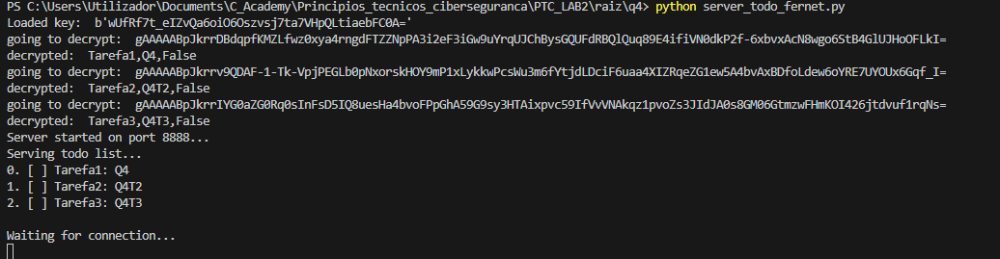 PS C:\Users\Utilizador\Documents\C_Academy\Principios_tecnicos_ciberseguranca\PTC_LAB2\raiz\q4> python server_todo_fernet.py
Loaded key:  b'wUfRf7t_eIZvQa6oiO6Oszvsj7ta7VHpQLtiaebFC0A='
going to decrypt:  gAAAAABpJkrrDBdqpfKMZLfwz0xya4rngdFTZZNpPA3i2eF3iGw9uYrqUJChBysGQUFdRBQlQuq89E4ifiVN0dkP2f-6xbvxAcN8wgo6StB4GlUJHoOFLkI=
decrypted:  Tarefa1,Q4,False
going to decrypt:  gAAAAABpJkrrv9QDAF-1-Tk-VpjPEGLb0pNxorskHOY9mP1xLykkwPcsWu3m6fYtjdLDciF6uaa4XIZRqeZG1ew5A4bvAxBDfoLdew6oYRE7UYOUx6Gqf_I=
decrypted:  Tarefa2,Q4T2,False
going to decrypt:  gAAAAABpJkrrIYG0aZG0Rq0sInFsD5IQ8uesHa4bvoFPpGhA59G9sy3HTAixpvc59IfVvVNAkqz1pvoZs3JIdJA0s8GM06GtmzwFHmKOI426jtdvuf1rqNs=
decrypted:  Tarefa3,Q4T3,False
Server started on port 8888...
Serving todo list...
0. [ ] Tarefa1: Q4
1. [ ] Tarefa2: Q4T2
2. [ ] Tarefa3: Q4T3
Waiting for connection...